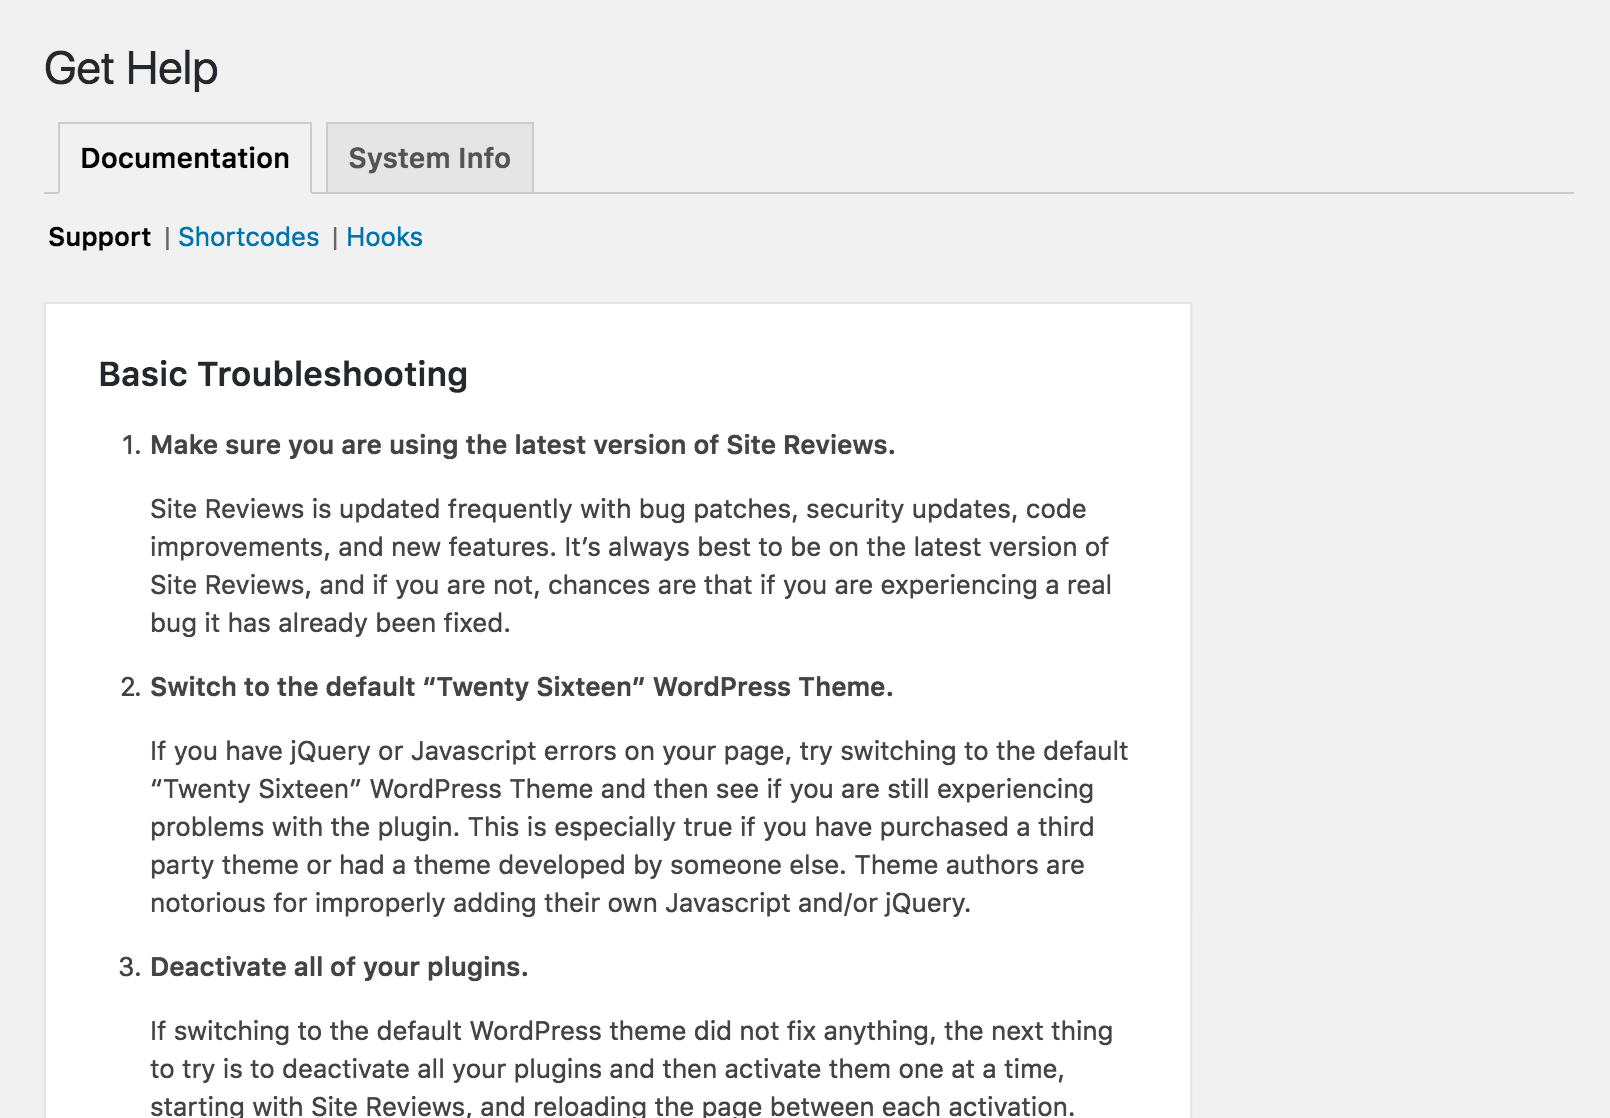 Get Help
Documentation
System Info
Support | Shortcodes | Hooks
Basic Troubleshooting
1. Make sure you are using the latest version of Site Reviews.
Site Reviews is updated frequently with bug patches, security updates, code
improvements, and new features. It’s always best to be on the latest version of
Site Reviews, and if you are not, chances are that if you are experiencing a real
bug it has already been fixed.
2. Switch to the default “Twenty Sixteen” WordPress Theme.
If you have jQuery or Javascript errors on your page, try switching to the default
“Twenty Sixteen” WordPress Theme and then see if you are still experiencing
problems with the plugin. This is especially true if you have purchased a third
party theme or had a theme developed by someone else. Theme authors are
notorious for improperly adding their own Javascript and/or jQuery.
3. Deactivate all of your plugins.
If switching to the default WordPress theme did not fix anything, the next thing
to try is to deactivate all your plugins and then activate them one at a time,
starting with Site Reviews, and reloading the page between each activation.